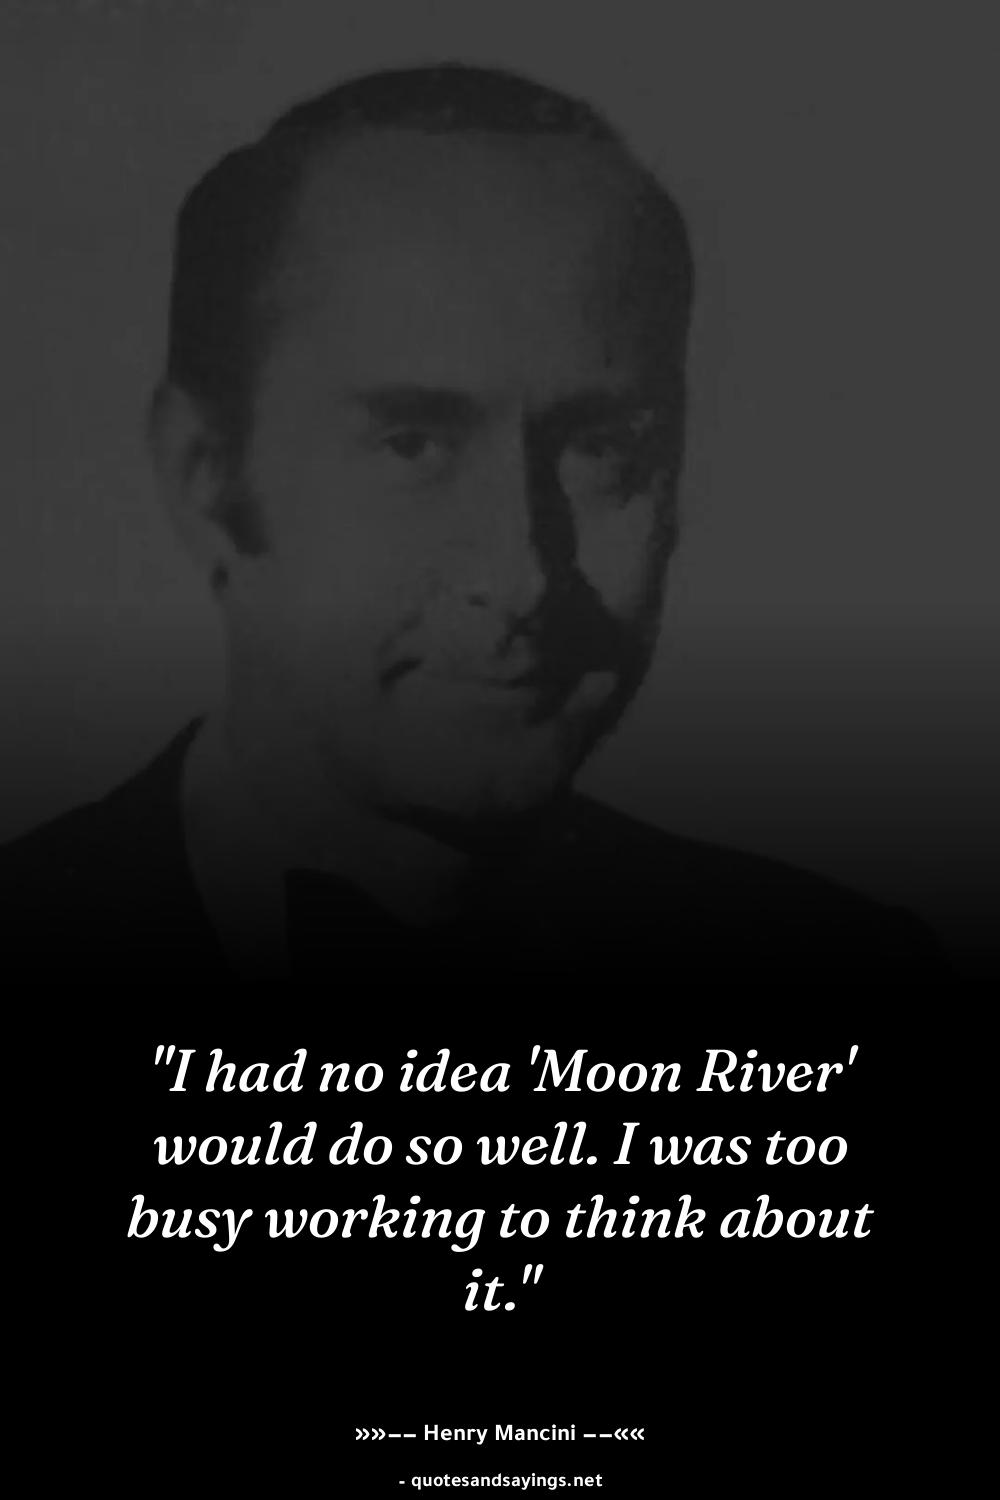 "I had no idea 'Moon River'
would do so well. I was too
busy working to think about
it."
»»–– Henry Mancini ––««
- quotesandsayings.net